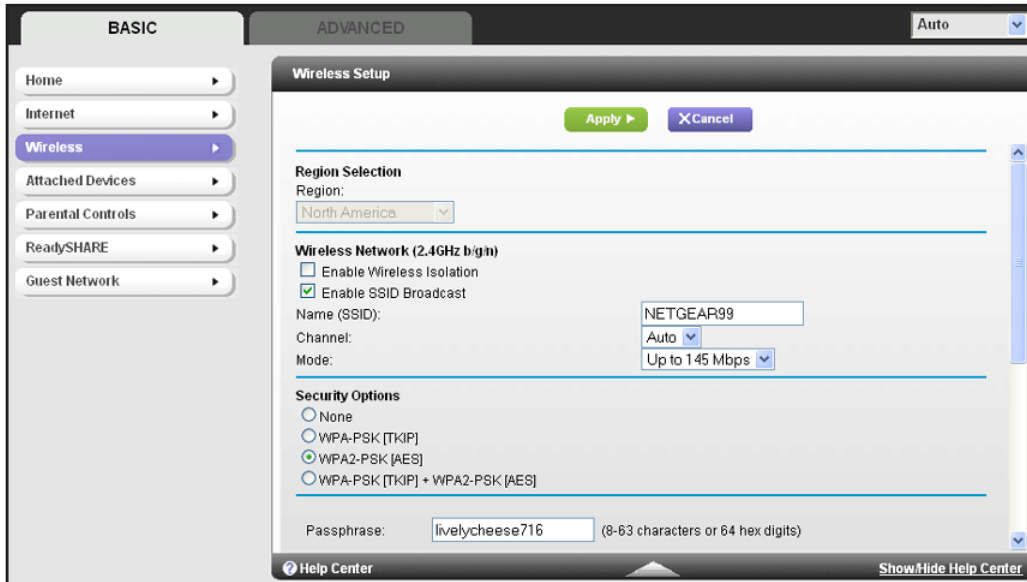 BASIC
ADVANCED
Auto
Home
Internet
Wireless
Attached Devices
Parental Controls
ReadySHARE
Guest Network
Wireless Setup
Apply
X Cancel
Region Selection
Region:
North America
Wireless Network (2.4GHz b/g/n)
Enable Wireless Isolation
Enable SSID Broadcast
Name (SSID): NETGEAR99
Channel: Auto
Mode: Up to 145 Mbps
Security Options
None
WPA-PSK [TKIP]
WPA2-PSK [AES]
WPA-PSK [TKIP] + WPA2-PSK [AES]
Passphrase: livelycheese716 (8-63 characters or 64 hex digits)
? Help Center
Show/Hide Help Center